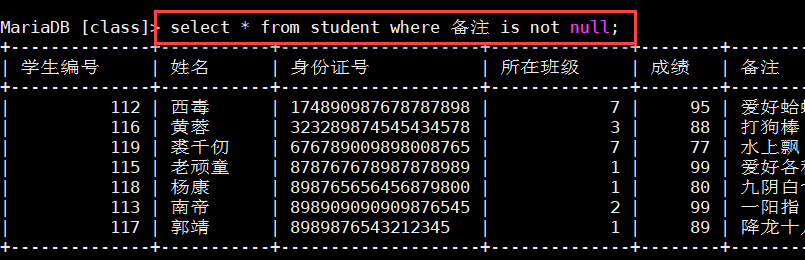 MariaDB [class]> select * from student where 备注 is not null;
| 学生编号 | 姓名 | 身份证号 | 所在班级 | 成绩 | 备注
| 112 | 西毒 | 174890987678787898 | 7 | 95 | 爱好蛤
| 116 | 黄蓉 | 323289874545434578 | 3 | 88 | 打狗棒
| 119 | 裘千仞 | 676789009898008765 | 7 | 77 | 水上飘
| 115 | 老顽童 | 878767678987878989 | 1 | 99 | 爱好各
| 118 | 杨康 | 898765656456879800 | 1 | 80 | 九阴白
| 113 | 南帝 | 898909090909876545 | 2 | 99 | 一阳指
| 117 | 郭靖 | 8989876543212345 | 1 | 89 | 降龙十